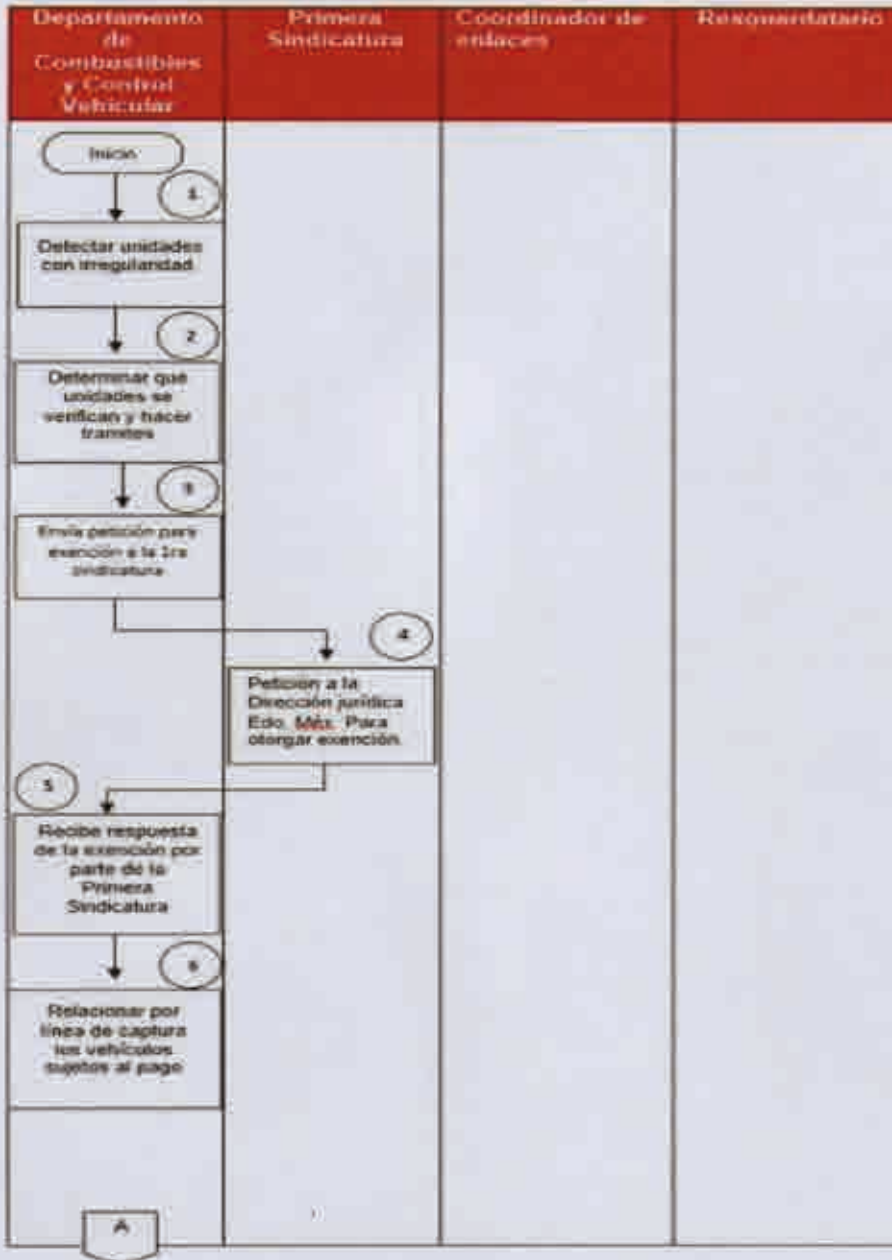 Departamento
de
Combustibles
y Control
Vehicular
Primera
Sindicatura
Coordinador de
enlaces
Inicio
1
Detectar unidades
con irregularidad
2
Determinar que
unidades se
verifican y hacer
tramites
3
Envía petición para
exención a la 1ra
sindicatura
4
Petición a la
Dirección jurídica
Edo. Méx. Para
otorgar exención.
5
Recibe respuesta
de la exención por
parte de la
Primera
Sindicatura
6
Relacionar por
línea de captura
los vehículos
sujetos al pago
A